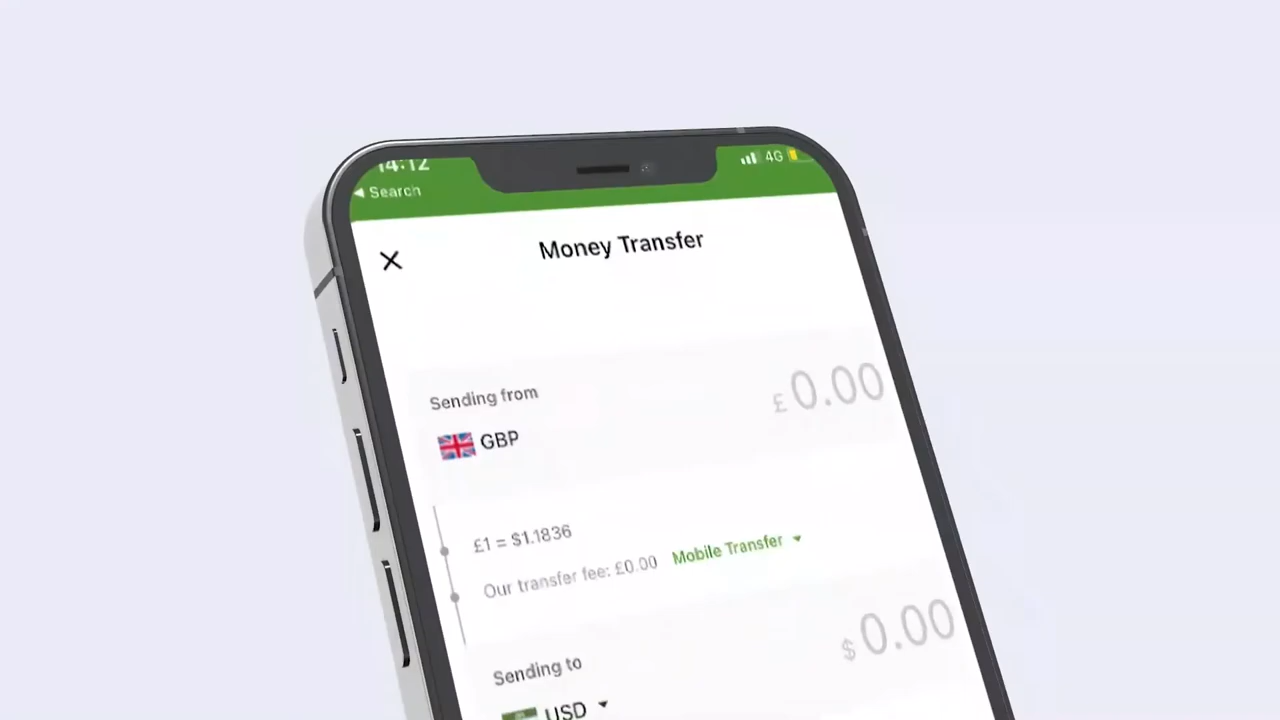 14:12
4G
◀ Search
Money Transfer
Sending from
£0.00
GBP
£1 = $1.1836
Our transfer fee: £0.00 Mobile Transfer
$0.00
Sending to
USD